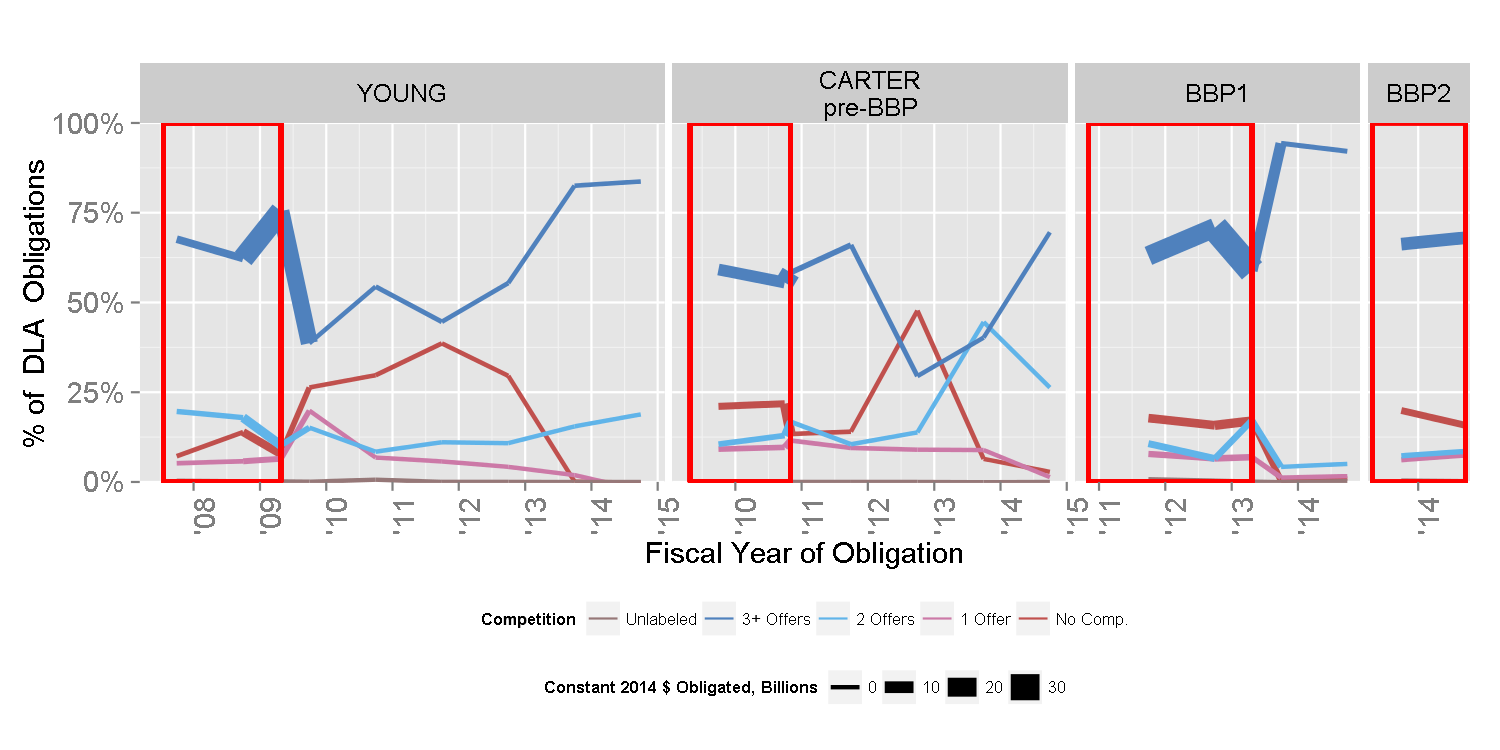 YOUNG
CARTER
pre-BBP
BBP1
BBP2
% of DLA Obligations
100%
75%
50%
25%
0%
'08 '09 '10 '11 '12 '13 '14 '15
'10 '11 '12 '13 '14 '15
'11 '12 '13 '14
'14
Fiscal Year of Obligation
Competition Unlabeled 3+ Offers 2 Offers 1 Offer No Comp.
Constant 2014 $ Obligated, Billions 0 10 20 30